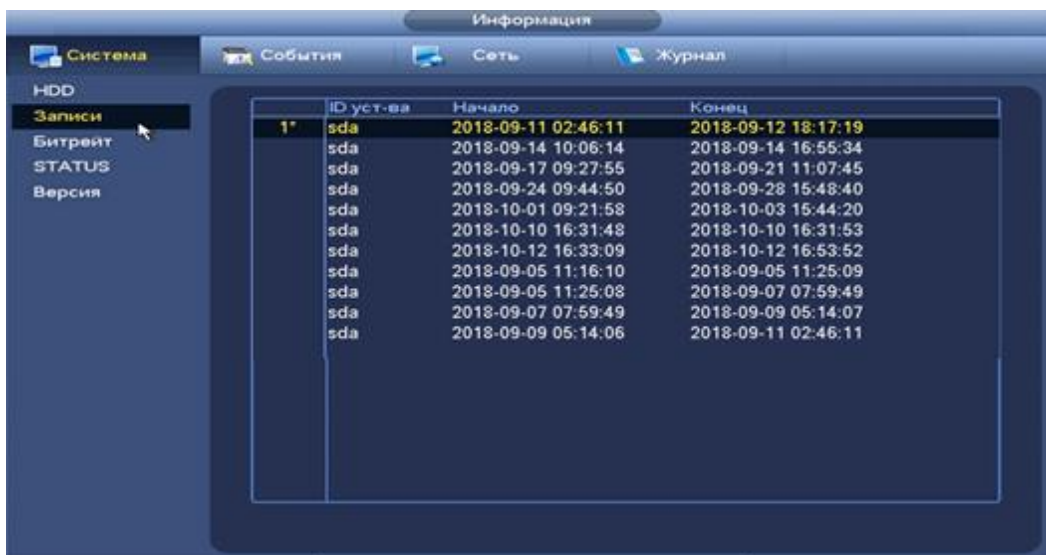 Информация
Система События Сеть Журнал
HDD
Записи
Битрейт
STATUS
Версия
ID уст-ва Начало Конец
1* sda 2018-09-11 02:46:11 2018-09-12 18:17:19
sda 2018-09-14 10:06:14 2018-09-14 16:55:34
sda 2018-09-17 09:27:55 2018-09-21 11:07:45
sda 2018-09-24 09:44:50 2018-09-28 15:48:40
sda 2018-10-01 09:21:58 2018-10-03 15:44:20
sda 2018-10-10 16:31:48 2018-10-10 16:31:53
sda 2018-10-12 16:33:09 2018-10-12 16:53:52
sda 2018-09-05 11:16:10 2018-09-05 11:25:09
sda 2018-09-05 11:25:08 2018-09-07 07:59:49
sda 2018-09-07 07:59:49 2018-09-09 05:14:07
sda 2018-09-09 05:14:06 2018-09-11 02:46:11